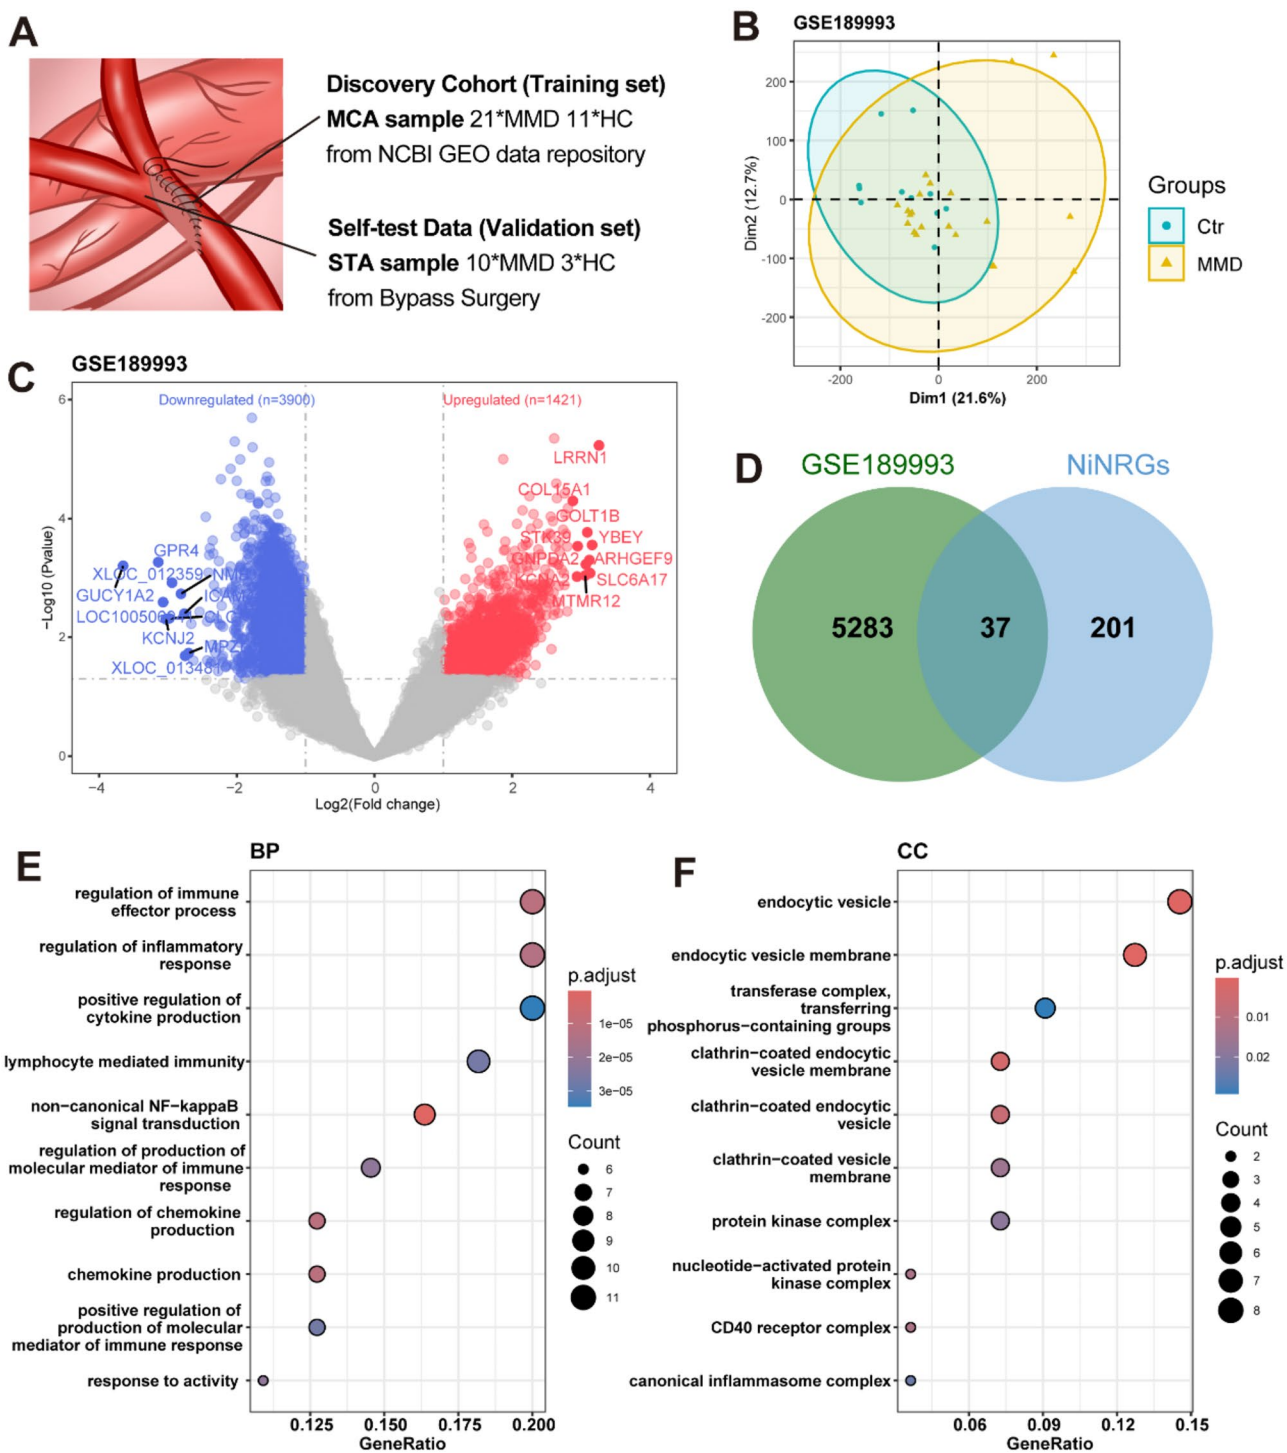 A
Discovery Cohort (Training set)
MCA sample 21*MMD 11*HC
from NCBI GEO data repository
Self-test Data (Validation set)
STA sample 10*MMD 3*HC
from Bypass Surgery
B
GSE189993
200
100
0
-100
-200
-200
0
200
Dim2 (12.7%)
Dim1 (21.6%)
Groups
Ctr
MMD
C
GSE189993
Downregulated (n=3900)
Upregulated (n=1421)
LRRN1
COL15A1
GOLT1B
STK39
YBEY
GNPDA2
ARHGEF9
KCNA2
SLC6A17
MTMR12
GPR4
XLOC_012359
GUCY1A2
KCNJ2
6
4
2
0
−4
−2
0
2
4
−Log10 (Pvalue)
Log2(Fold change)
D
GSE189993
NiNRGs
5283
37
201
E
BP
regulation of immune
effector process
regulation of inflammatory
response
positive regulation of
cytokine production
lymphocyte mediated immunity
non−canonical NF−kappaB
signal transduction
regulation of production of
molecular mediator of immune
response
regulation of chemokine
production
chemokine production
positive regulation of
production of molecular
mediator of immune response
response to activity
0.125
0.150
0.175
0.200
GeneRatio
p.adjust
1e−05
2e−05
3e−05
Count
6
7
8
9
10
11
F
CC
endocytic vesicle
endocytic vesicle membrane
transferase complex,
transferring
phosphorus−containing groups
clathrin−coated endocytic
vesicle membrane
clathrin−coated endocytic
vesicle
clathrin−coated vesicle
membrane
protein kinase complex
nucleotide−activated protein
kinase complex
CD40 receptor complex
canonical inflammasome complex
0.06
0.09
0.12
0.15
GeneRatio
p.adjust
0.01
0.02
Count
2
3
4
5
6
7
8